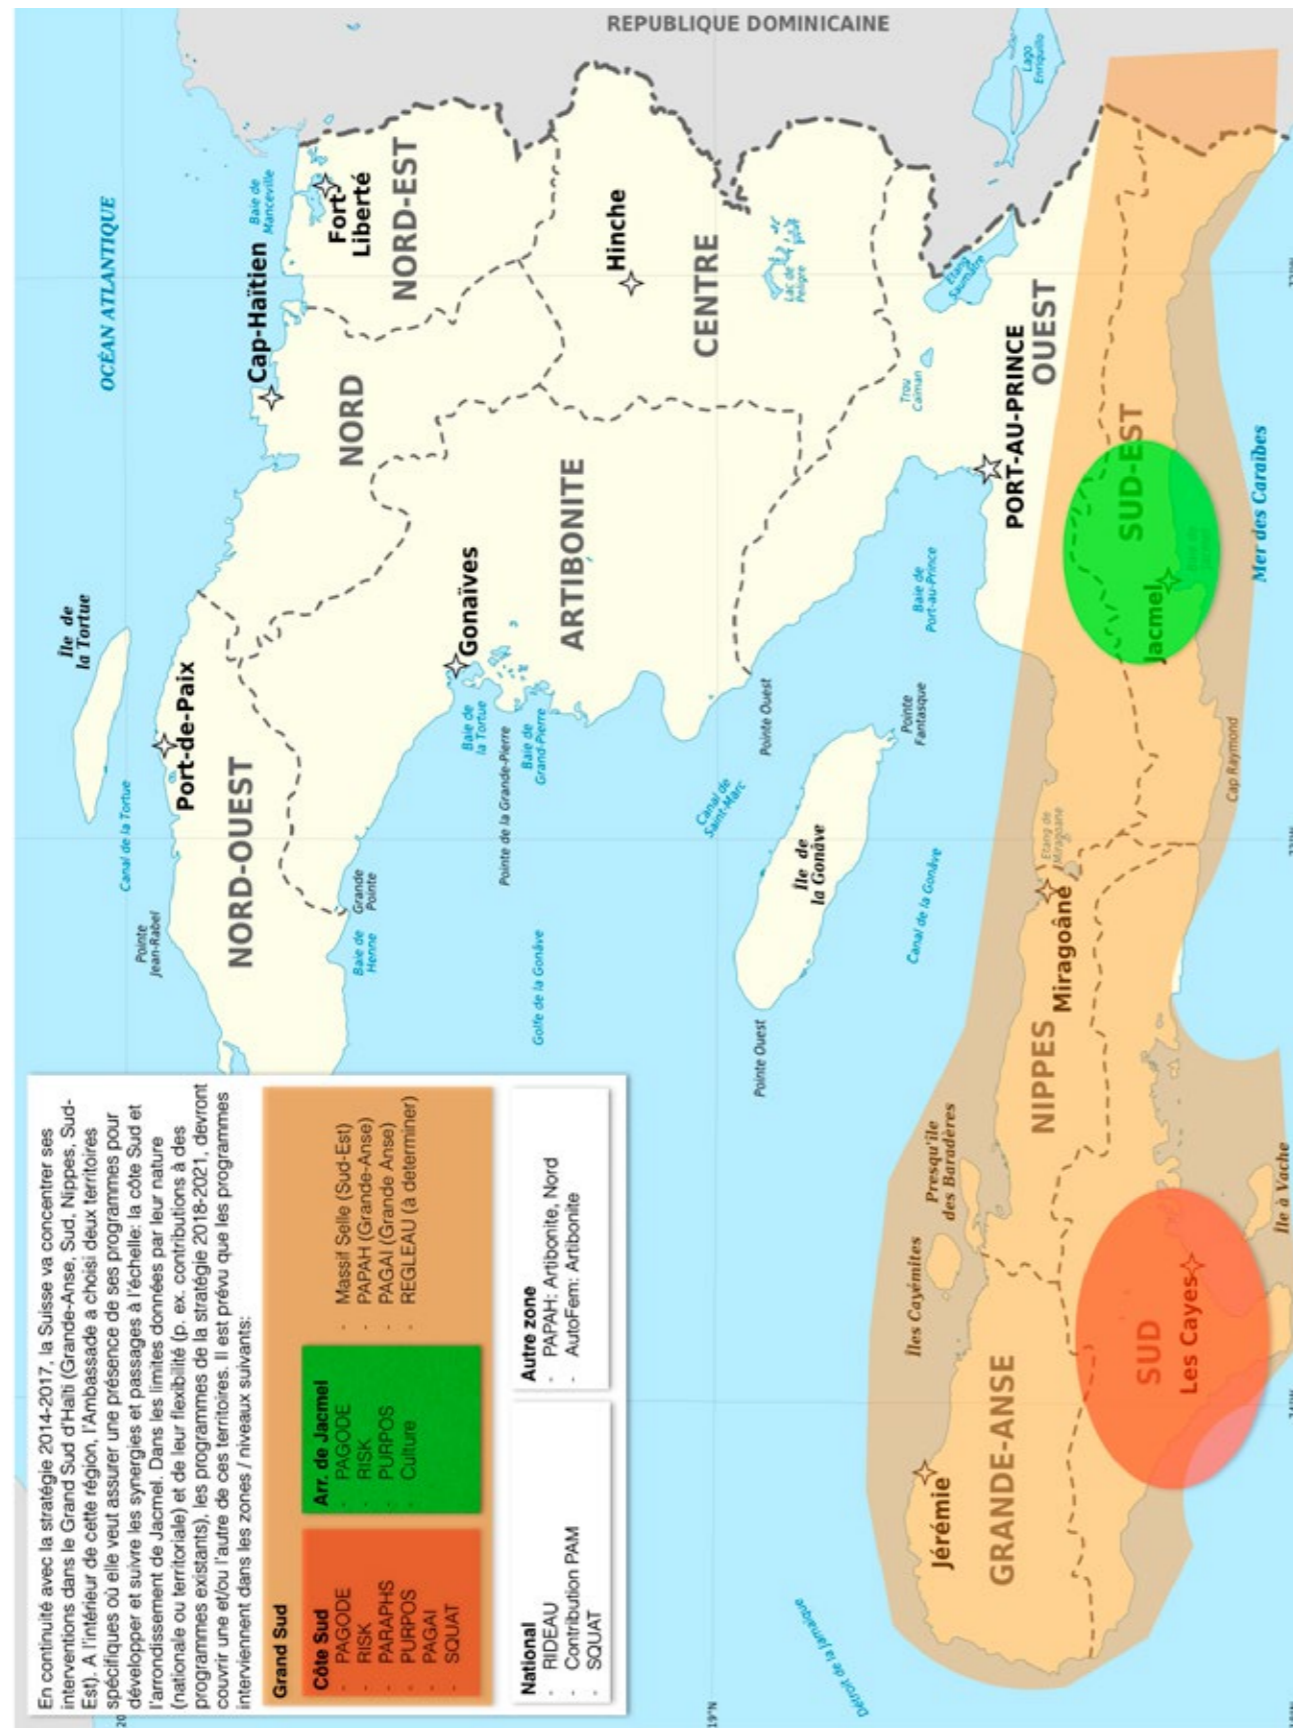 En continuité avec la stratégie 2014-2017, la Suisse va concentrer ses
interventions dans le Grand Sud d'Haïti (Grande-Anse, Sud, Nippes, Sud-
Est). A l'intérieur de cette région, l'Ambassade a choisi deux territoires
spécifiques où elle veut assurer une présence de ses programmes pour
développer et suivre les synergies et passages à l'échelle: la côte Sud et
l'arrondissement de Jacmel. Dans les limites données par leur nature
(nationale ou territoriale) et de leur flexibilité (p. ex. contributions à des
programmes existants), les programmes de la stratégie 2018-2021, devront
couvrir une et/ou l'autre de ces territoires. Il est prévu que les programmes
interviennent dans les zones / niveaux suivants:
Grand Sud
Côte Sud
- PAGODE
- RISK
- PARAPHS
- PURPOS
- PAGAI
- SQUAT
Arr. de Jacmel
- PAGODE
- RISK
- PURPOS
- Culture
- Massif Selle (Sud-Est)
- PAPAH (Grande-Anse)
- PAGAI (Grande Anse)
- REGLEAU (à determiner)
National
- RIDEAU
- Contribution PAM
- SQUAT
Autre zone
- PAPAH: Artibonite, Nord
- AutoFem: Artibonite
20
19°N
OCÉAN ATLANTIQUE
Île de
la Tortue
Canal de la Tortue
Pointe
Jean-Rabel
Port-de-Paix
NORD-OUEST
Cap-Haïtien
Baie de
Manceville
Fort-
Liberté
NORD-EST
NORD
Grande
Pointe
Baie de
Henne
Gonaïves
Baie de
la Tortue
Pointe de la Grande-Pierre
Baie de
Grand-Pierre
Golfe de la Gonâve
ARTIBONITE
Hinche
CENTRE
REPUBLIQUE DOMINICAINE
Lac de
Peligre
Canal de
Saint-Marc
Pointe Ouest
Pointe Ouest
Île de
la Gonâve
Pointe
Fantasque
Canal de la Gonâve
Baie de
Port-au-Prince
Trou
Caiman
Etang
Saumatre
Lago
Enriquillo
PORT-AU-PRINCE
OUEST
Détroit de la Jamaïque
Jérémie
GRANDE-ANSE
Îles Cayémites
Presqu'île
des Baradères
NIPPES
Miragoâne
Etang de
Miragoane
SUD-EST
Jacmel
Cap Raymond
Mer des Caraïbes
SUD
Les Cayes
Île à Vache